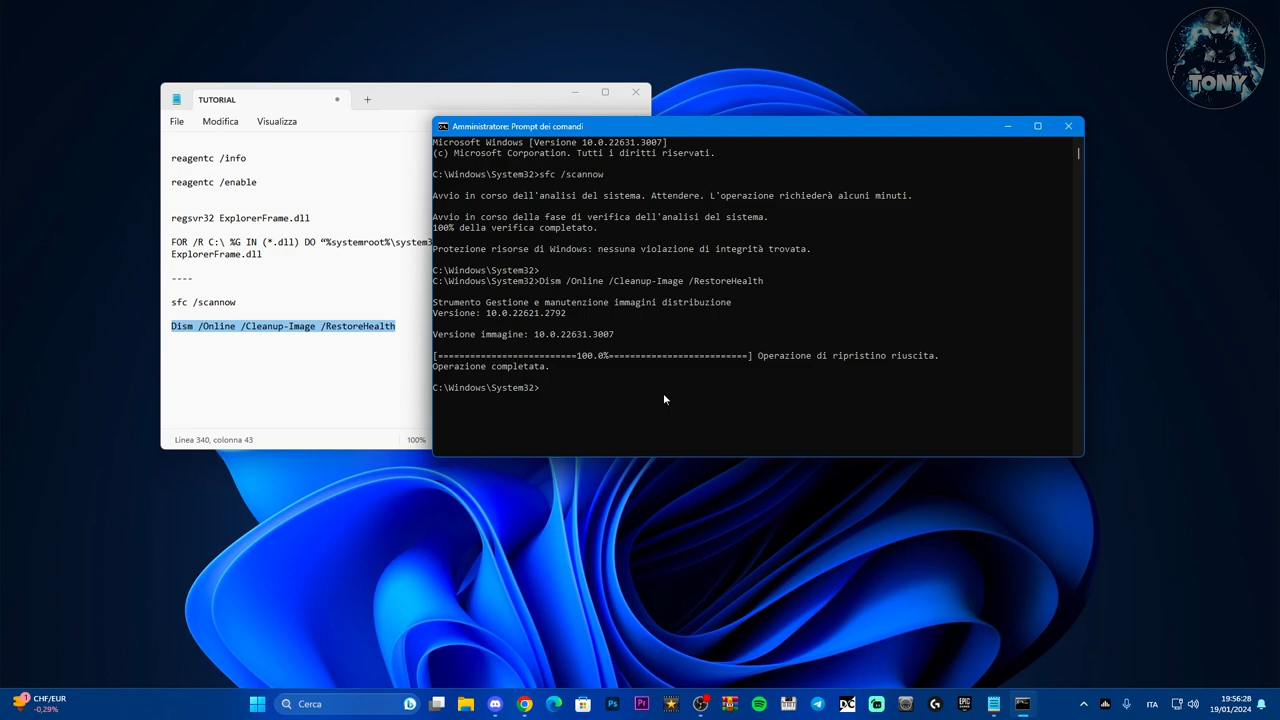 TONY
TUTORIAL
File Modifica Visualizza
reagentc /info
reagentc /enable
regsvr32 ExplorerFrame.dll
FOR /R C:\ %G IN (*.dll) DO “%systemroot%\system3
ExplorerFrame.dll
----
sfc /scannow
Dism /Online /Cleanup-Image /RestoreHealth
Linea 340, colonna 43
100%
Amministratore: Prompt dei comandi
Microsoft Windows [Versione 10.0.22631.3007]
(c) Microsoft Corporation. Tutti i diritti riservati.
C:\Windows\System32>sfc /scannow
Avvio in corso dell'analisi del sistema. Attendere. L'operazione richiederà alcuni minuti.
Avvio in corso della fase di verifica dell'analisi del sistema.
100% della verifica completato.
Protezione risorse di Windows: nessuna violazione di integrità trovata.
C:\Windows\System32>
C:\Windows\System32>Dism /Online /Cleanup-Image /RestoreHealth
Strumento Gestione e manutenzione immagini distribuzione
Versione: 10.0.22621.2792
Versione immagine: 10.0.22631.3007
[==========================100.0%==========================] Operazione di ripristino riuscita.
Operazione completata.
C:\Windows\System32>
1
CHF/EUR
-0,29%
Cerca
Ps
Pr
EPIC
ITA
19:56:28
19/01/2024